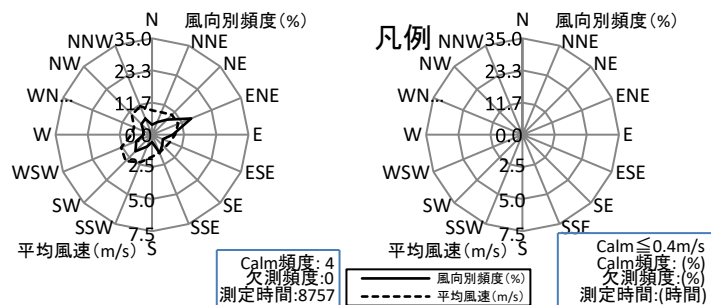 N
風向別頻度(%)
NNW
NNE
35.0
NW
NE
23.3
WN...
ENE
11.7
W
0.0
E
WSW
ESE
2.5
SW
SE
5.0
SSW
SSE
7.5
平均風速(m/s)
S
Calm頻度: 4
欠測頻度:0
測定時間:8757
凡例
N
風向別頻度(%)
NNW
NNE
35.0
NW
NE
23.3
WN...
ENE
11.7
W
0.0
E
WSW
ESE
2.5
SW
SE
5.0
SSW
SSE
7.5
平均風速(m/s)
S
Calm≦0.4m/s
Calm頻度: (%)
欠測頻度:(%)
測定時間:(時間)
風向別頻度(%)
平均風速(m/s)